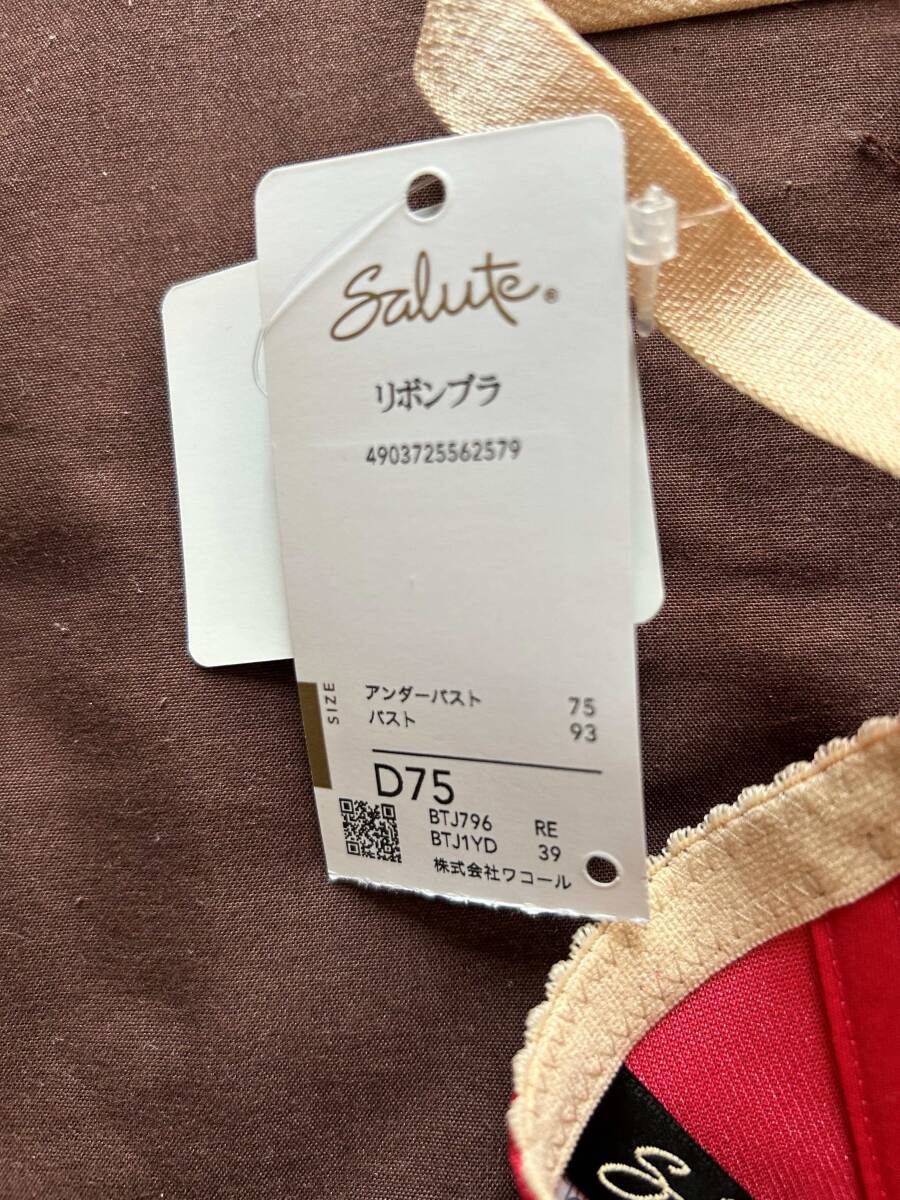 Salute®
リボンブラ
4903725562579
SIZE
アンダーバスト 75
バスト 93
D75
BTJ796 RE
BTJ1YD 39
株式会社ワコール
S